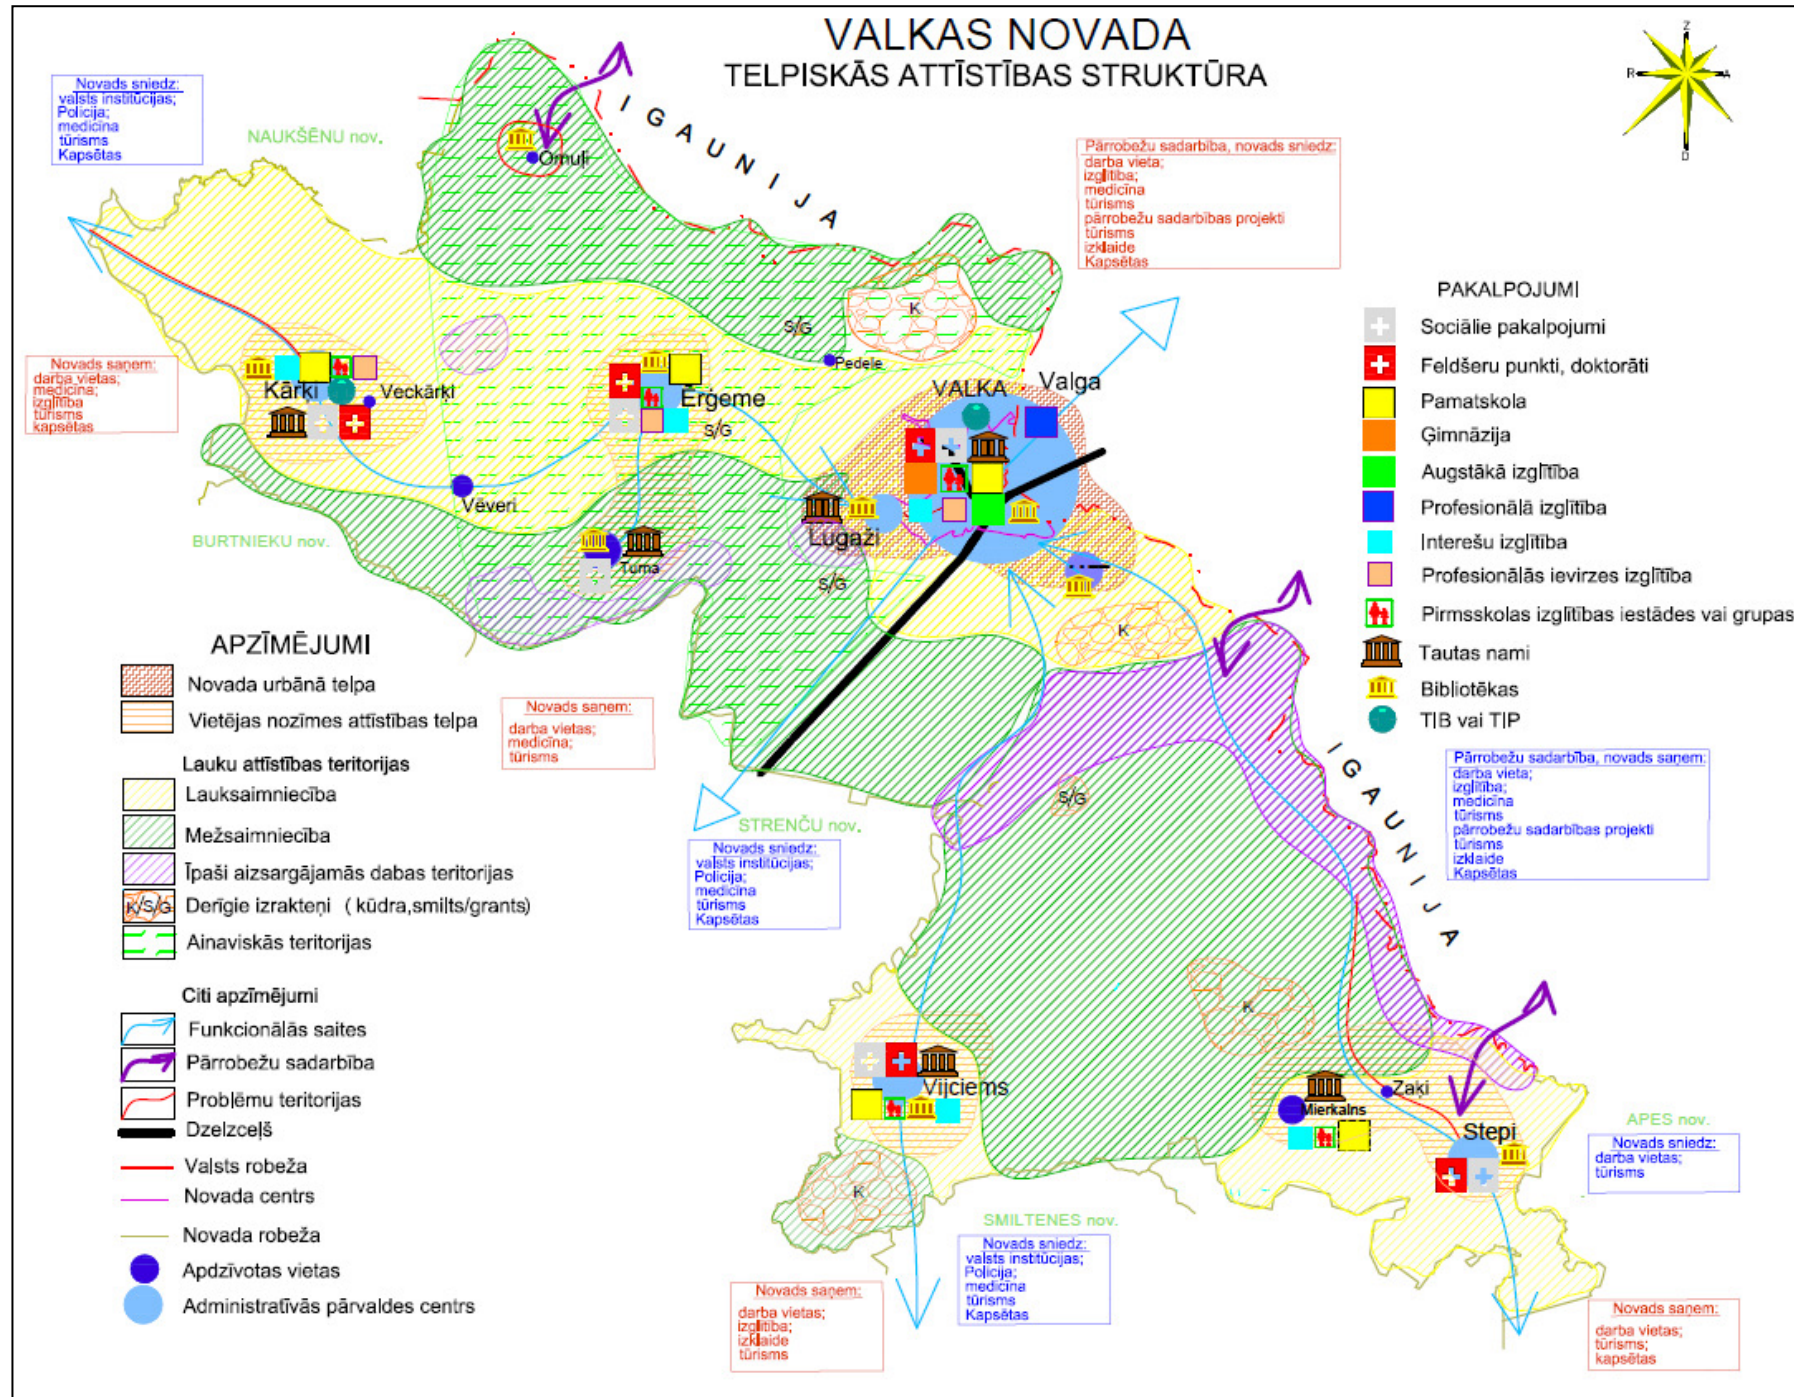 VALKAS NOVADA
TELPISKĀS ATTĪSTĪBAS STRUKTŪRA
Z
R
A
D
Novads sniedz:
valsts institūcijas;
Policija;
medicīna
tūrisms
Kapsētas
NAUKŠĒNU nov.
Omuļi
IGAUNIJA
Pārrobežu sadarbība, novads sniedz:
darba vieta;
izglītība;
medicīna
tūrisms
pārrobežu sadarbības projekti
tūrisms
izklaide
Kapsētas
PAKALPOJUMI
Sociālie pakalpojumi
Feldšeru punkti, doktorāti
Pamatskola
Ģimnāzija
Augstākā izglītība
Profesionālā izglītība
Interešu izglītība
Profesionālās ievirzes izglītība
Pirmsskolas izglītības iestādes vai grupas
Tautas nami
Bibliotēkas
TIB vai TIP
Novads saņem:
darba vietas;
medicīna;
izglītība
tūrisms
kapsētas
Kārķi
Veckārķi
Ērģeme
S/G
S/G
K
Pedele
VALKA
Valga
Vēveri
Lugaži
BURTNIEKU nov.
Turna
S/G
K
APZĪMĒJUMI
Novada urbānā telpa
Vietējas nozīmes attīstības telpa
Lauku attīstības teritorijas
Lauksaimniecība
Mežsaimniecība
Īpaši aizsargājamās dabas teritorijas
K/S/G
Derīgie izrakteņi ( kūdra,smilts/grants)
Ainaviskās teritorijas
Citi apzīmējumi
Funkcionālās saites
Pārrobežu sadarbība
Problēmu teritorijas
Dzelzceļš
Valsts robeža
Novada centrs
Novada robeža
Apdzīvotas vietas
Administratīvās pārvaldes centrs
Novads saņem:
darba vietas;
medicīna;
tūrisms
STRENČU nov.
Novads sniedz:
valsts institūcijas;
Policija;
medicīna
tūrisms
Kapsētas
S/G
IGAUNIJA
Pārrobežu sadarbība, novads saņem:
darba vieta;
izglītība;
medicīna
tūrisms
pārrobežu sadarbības projekti
tūrisms
izklaide
Kapsētas
K
Vijciems
K
Mierkalns
Zaķi
Stepi
APES nov.
Novads sniedz:
darba vietas;
tūrisms
SMILTENES nov.
Novads sniedz:
valsts institūcijas;
Policija;
medicīna
tūrisms
Kapsētas
Novads saņem:
darba vietas;
izglītība;
izklaide
tūrisms
Novads saņem:
darba vietas;
tūrisms;
kapsētas